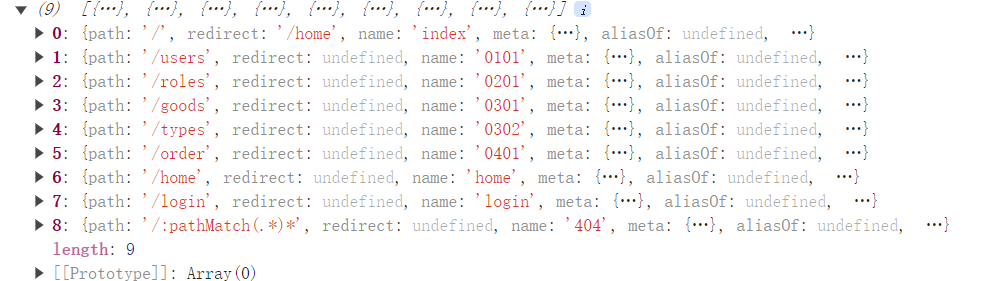 ▼ (9) [{…}, {…}, {…}, {…}, {…}, {…}, {…}, {…}, {…}] i
▶ 0: {path: '/', redirect: '/home', name: 'index', meta: {…}, aliasOf: undefined, …}
▶ 1: {path: '/users', redirect: undefined, name: '0101', meta: {…}, aliasOf: undefined, …}
▶ 2: {path: '/roles', redirect: undefined, name: '0201', meta: {…}, aliasOf: undefined, …}
▶ 3: {path: '/goods', redirect: undefined, name: '0301', meta: {…}, aliasOf: undefined, …}
▶ 4: {path: '/types', redirect: undefined, name: '0302', meta: {…}, aliasOf: undefined, …}
▶ 5: {path: '/order', redirect: undefined, name: '0401', meta: {…}, aliasOf: undefined, …}
▶ 6: {path: '/home', redirect: undefined, name: 'home', meta: {…}, aliasOf: undefined, …}
▶ 7: {path: '/login', redirect: undefined, name: 'login', meta: {…}, aliasOf: undefined, …}
▶ 8: {path: '/:pathMatch(.*)*', redirect: undefined, name: '404', meta: {…}, aliasOf: undefined, …}
length: 9
▶ [[Prototype]]: Array(0)